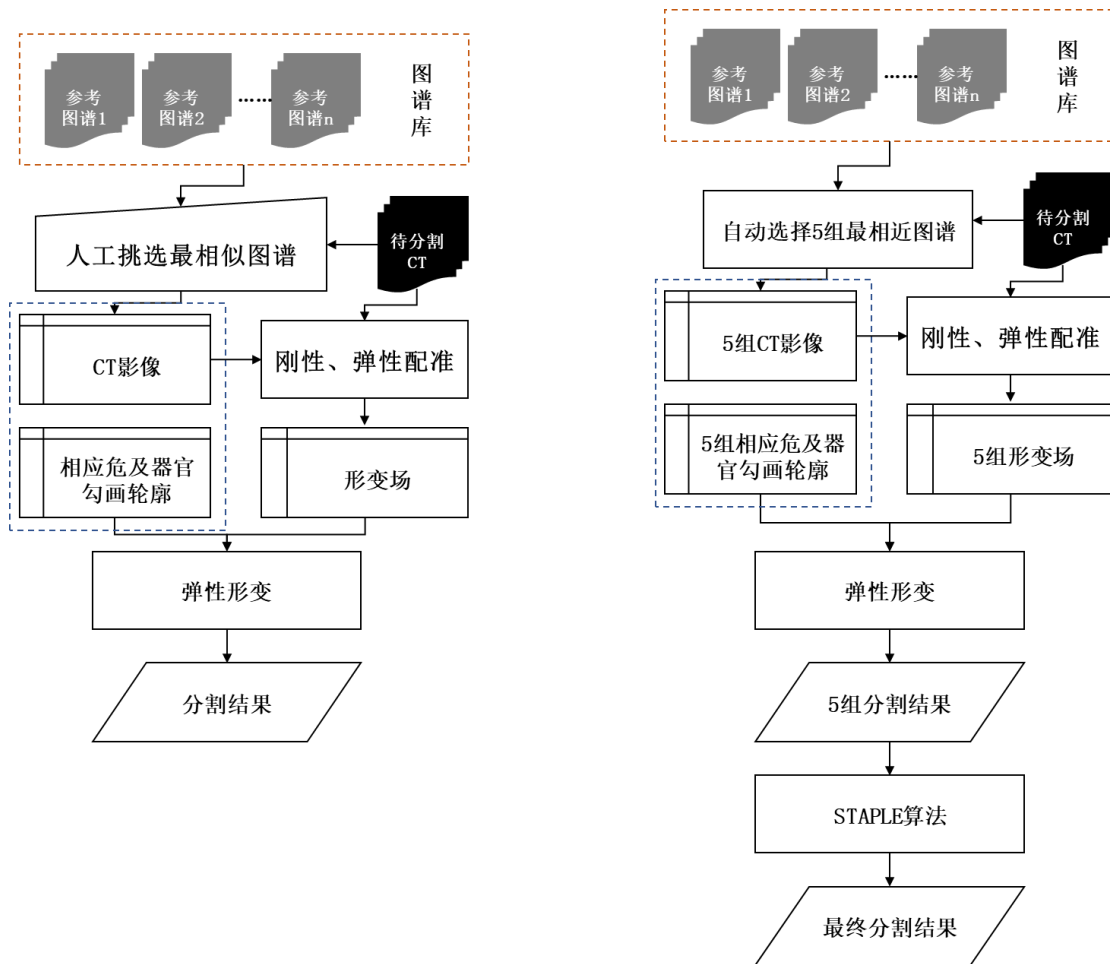 参考
图谱1
参考
图谱2
……
参考
图谱n
图
谱
库
人工挑选最相似图谱
待分割
CT
CT影像
刚性、弹性配准
相应危及器官
勾画轮廓
形变场
弹性形变
分割结果
参考
图谱1
参考
图谱2
……
参考
图谱n
图
谱
库
自动选择5组最相近图谱
待分割
CT
5组CT影像
刚性、弹性配准
5组相应危及器
官勾画轮廓
5组形变场
弹性形变
5组分割结果
STAPLE算法
最终分割结果